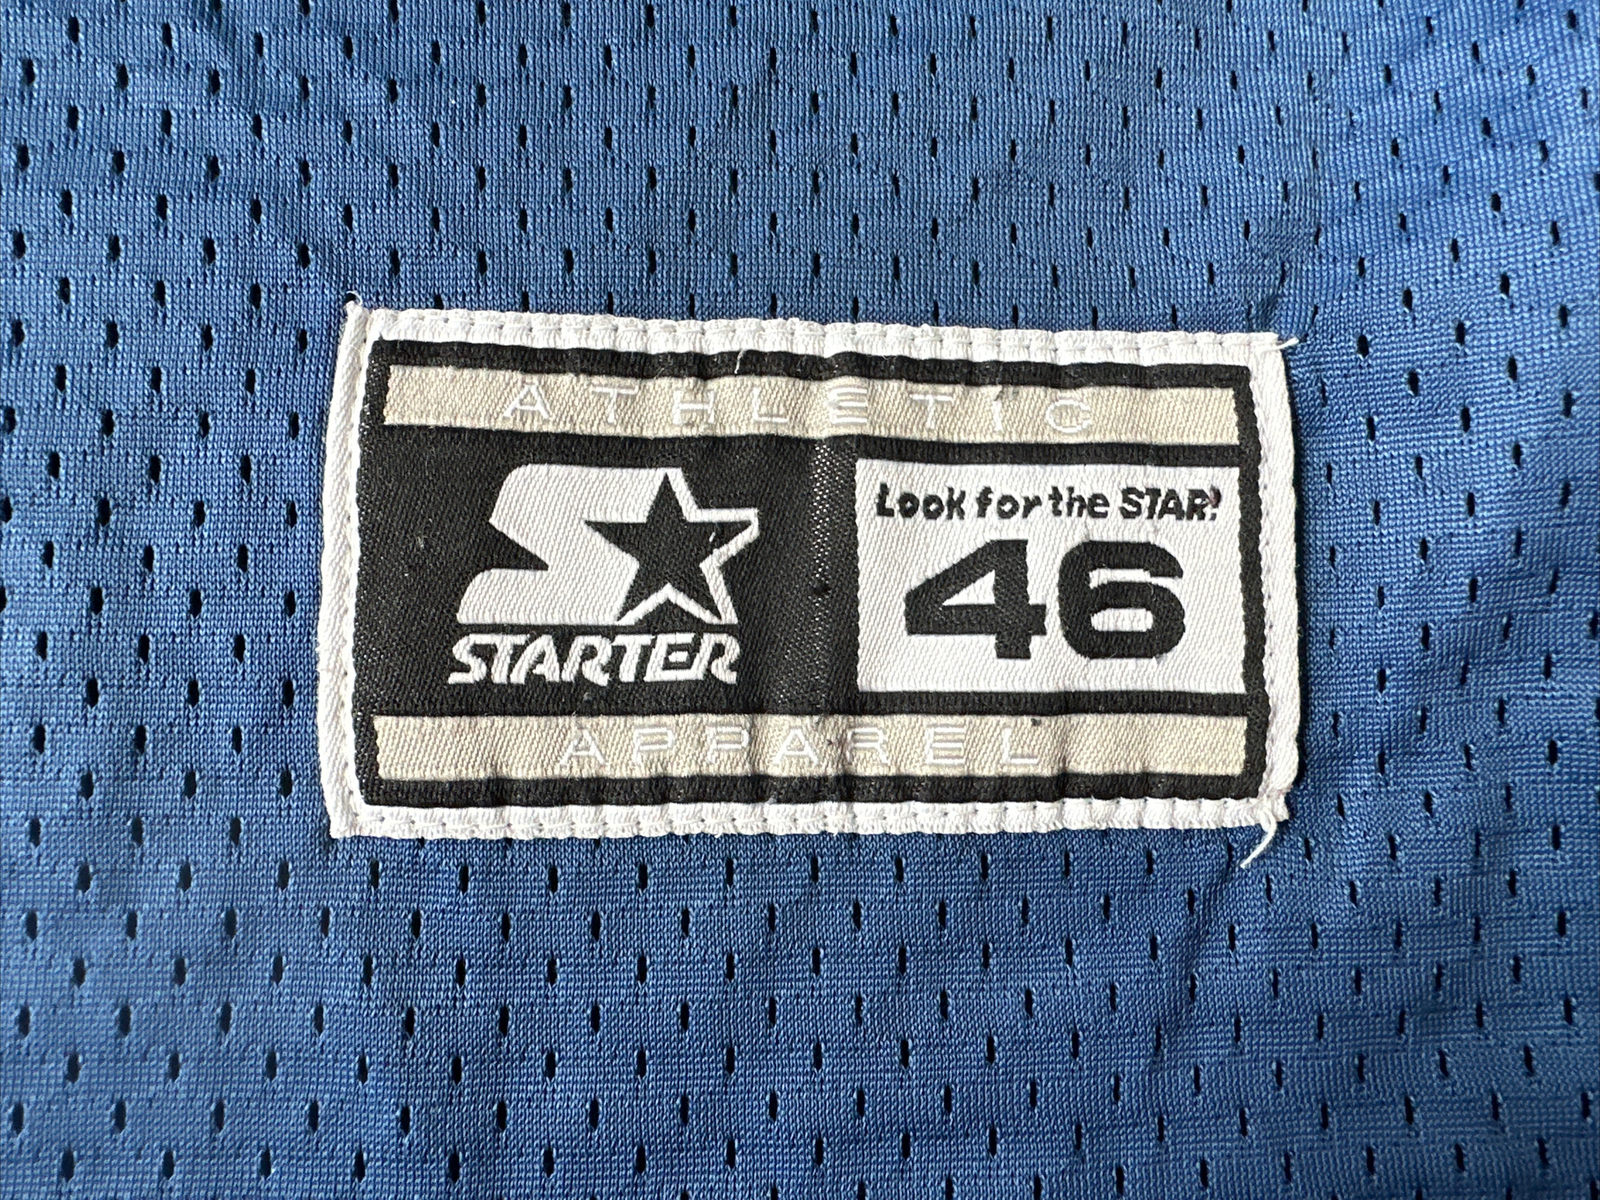 ATHLETIC
Look for the STAR!
46
STARTER
APPAREL